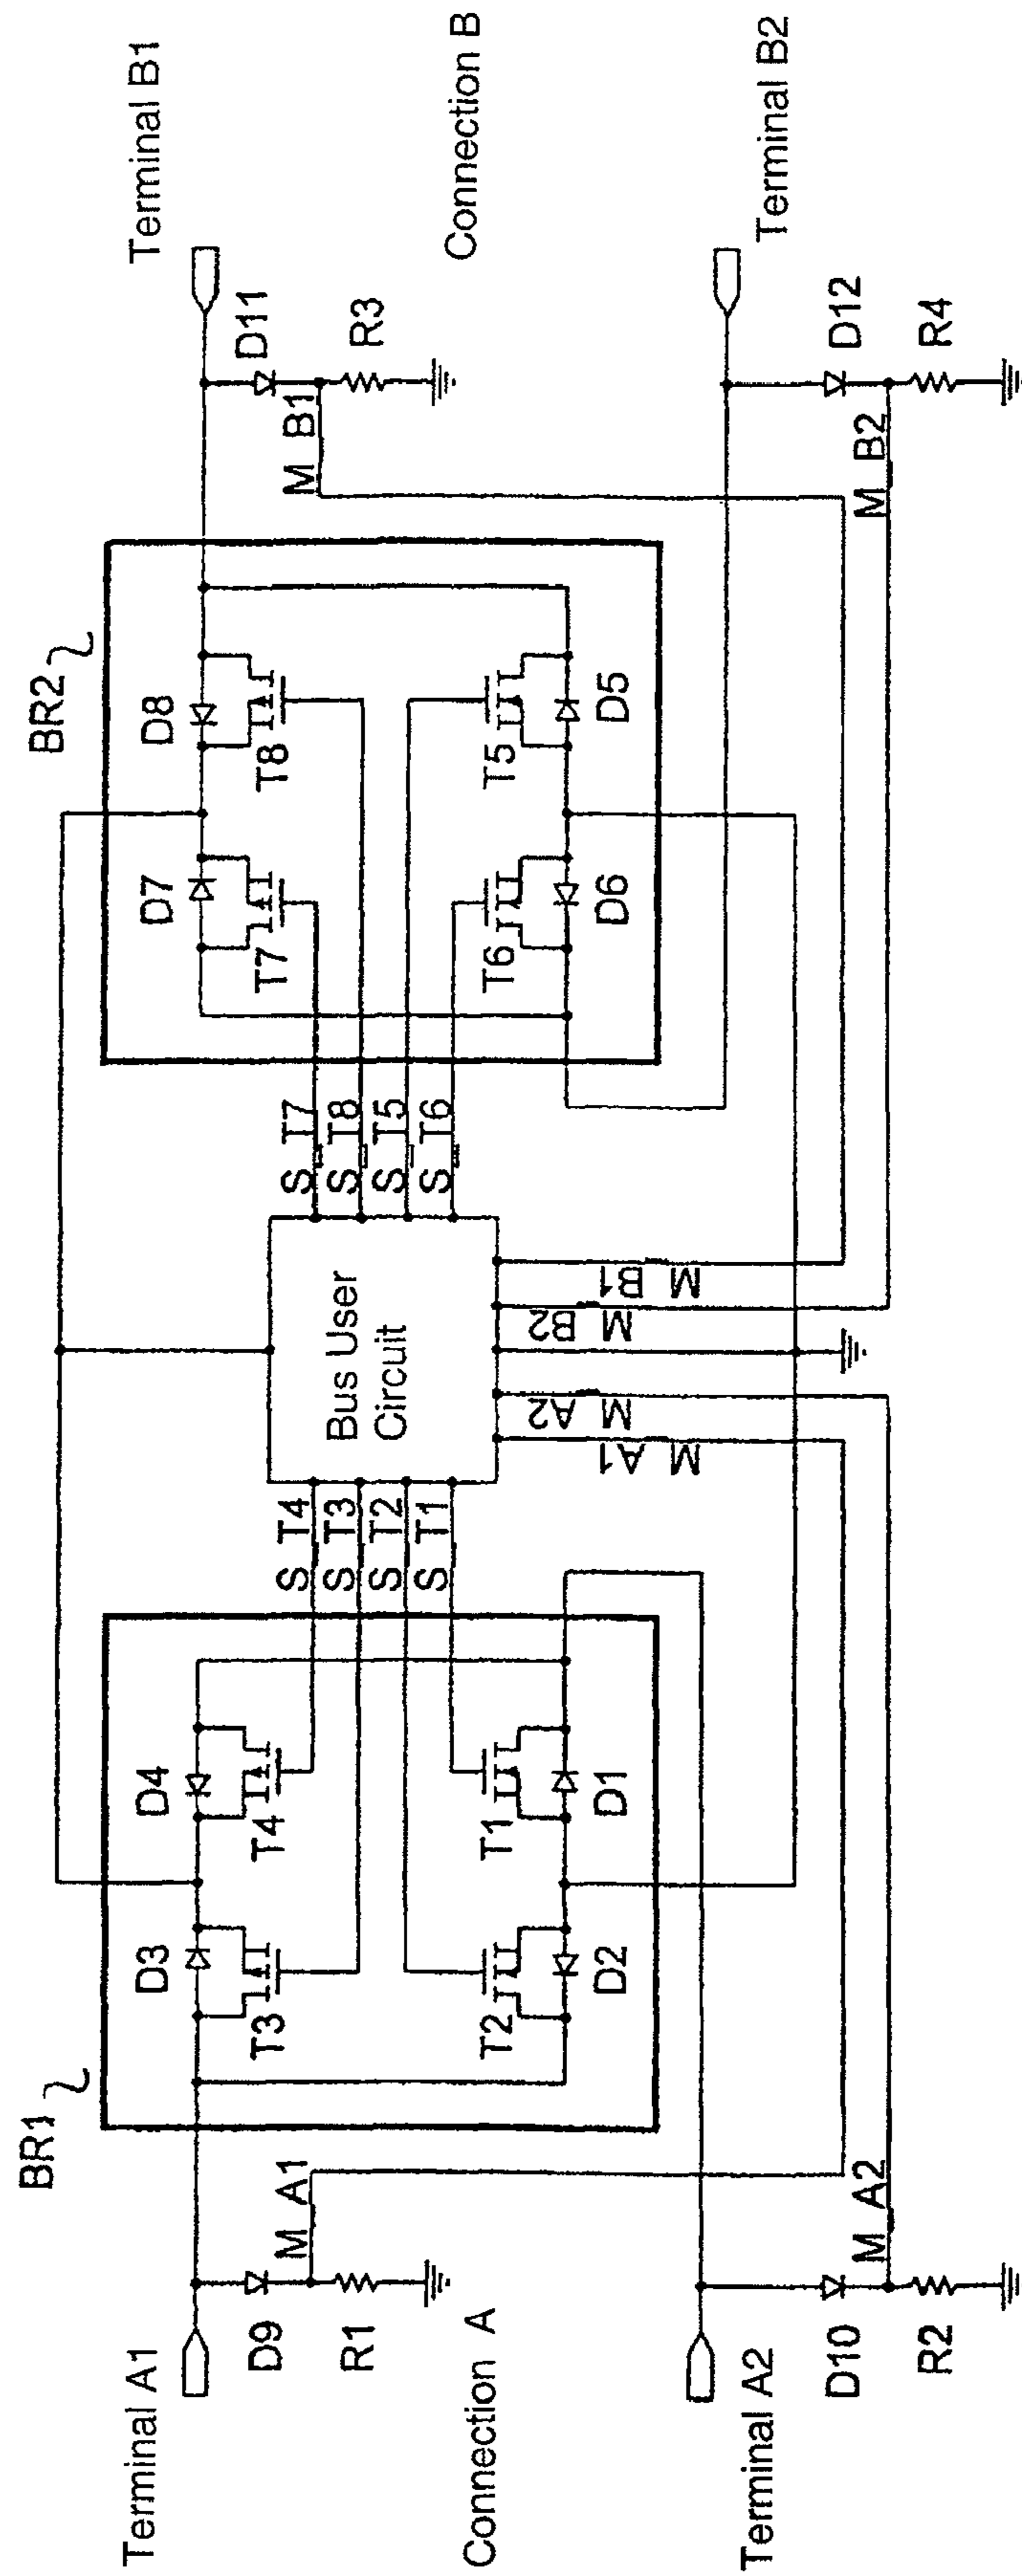 Terminal A1
BR1
BR2
Terminal B1
D3
D4
D7
D8
D9
M_A1
T3
T4
S_T4
S_T7
T7
T8
M_B1
D11
R1
S_T3
Bus User
Circuit
S_T8
R3
S_T2
S_T5
S_T1
S_T6
Connection A
Connection B
T2
T1
T6
T5
D2
D1
D6
D5
M_A1
M_A2
M_B2
M_B1
Terminal A2
Terminal B2
D10
M_A2
M_B2
D12
R2
R4